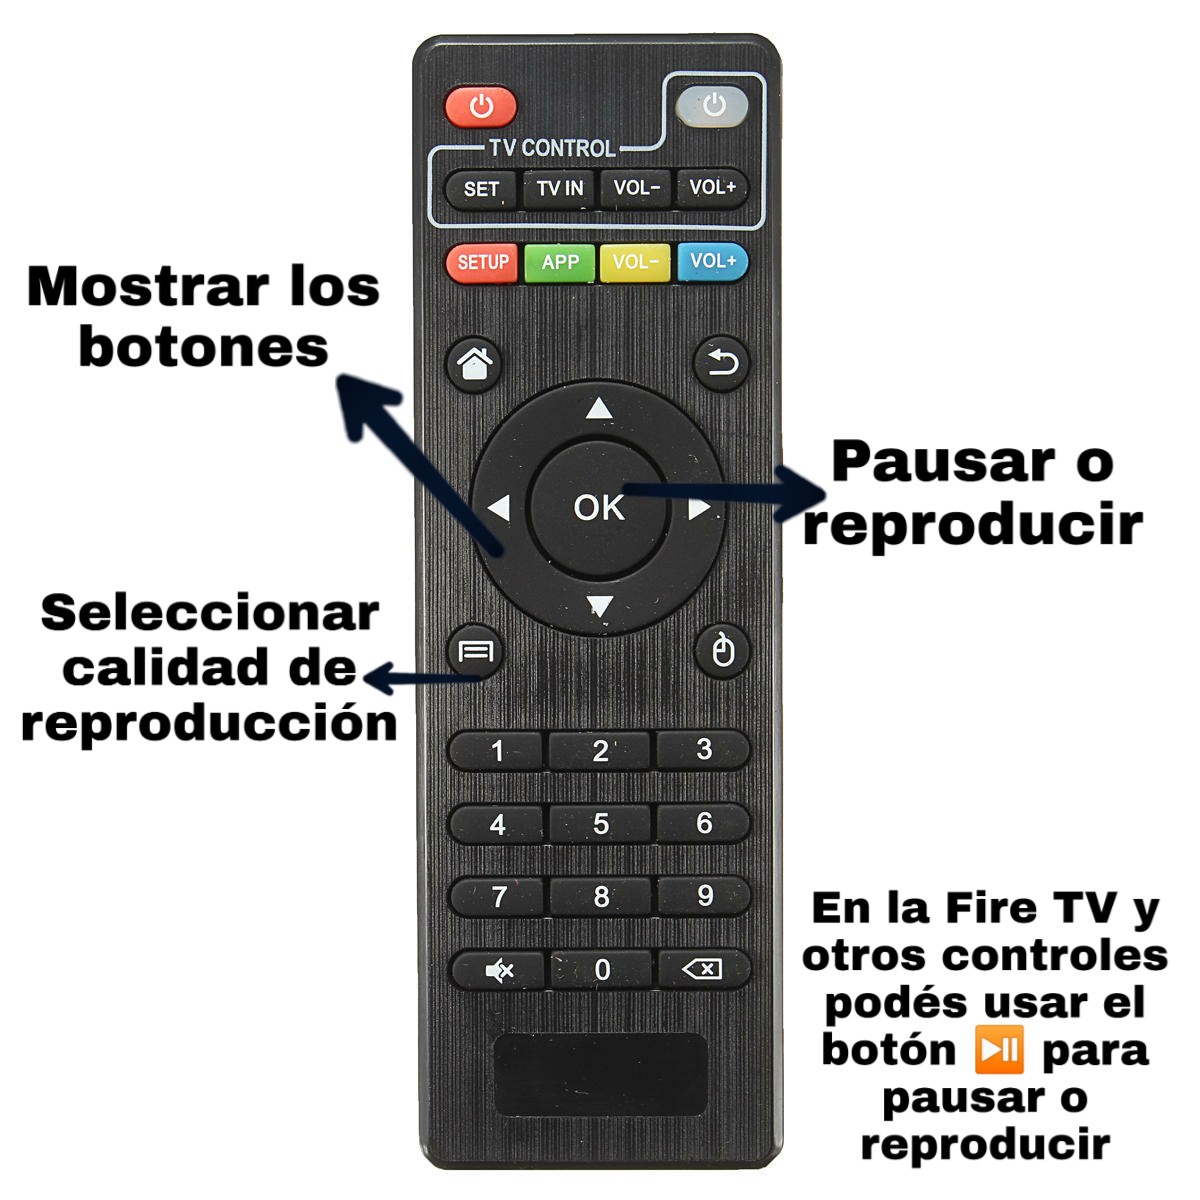 TV CONTROL
SET TV IN VOL- VOL+
SETUP APP VOL- VOL+
Mostrar los
botones
OK
Pausar o
reproducir
Seleccionar
calidad de
reproducción
1 2 3
4 5 6
7 8 9
0
En la Fire TV y
otros controles
podés usar el
botón ⏯ para
pausar o
reproducir